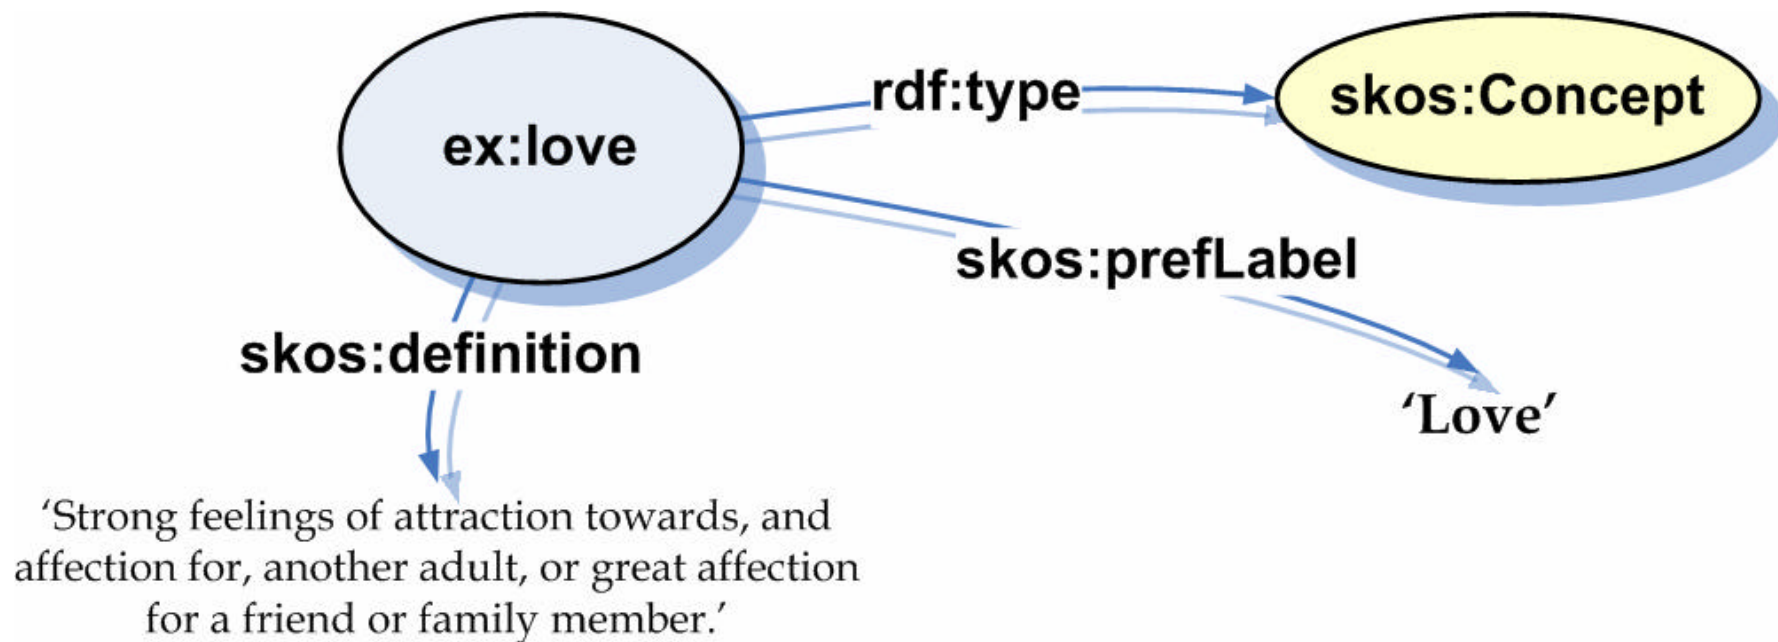 ex:love
rdf:type
skos:Concept
skos:prefLabel
‘Love’
skos:definition
‘Strong feelings of attraction towards, and
affection for, another adult, or great affection
for a friend or family member.’